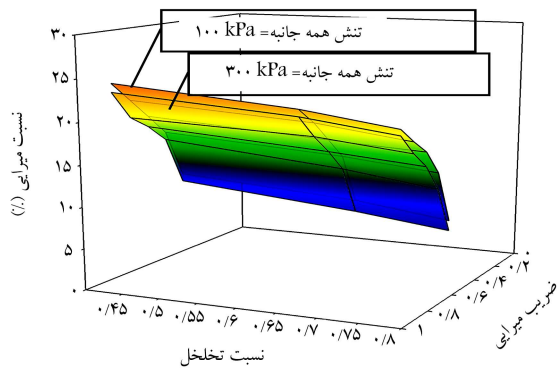 تنش همه جانبه= ۱۰۰ kPa
تنش همه جانبه= ۳۰۰ kPa
نسبت میرایی (٪)
۳۰
۲۵
۲۰
۱۵
۱۰
۵
۰
۰/۴۵ ۰/۵ ۰/۵۵ ۰/۶ ۰/۶۵ ۰/۷ ۰/۷۵ ۰/۸
نسبت تخلخل
۱ ۰/۸ ۰/۶ ۰/۴ ۰/۲ ۰
ضریب میرایی